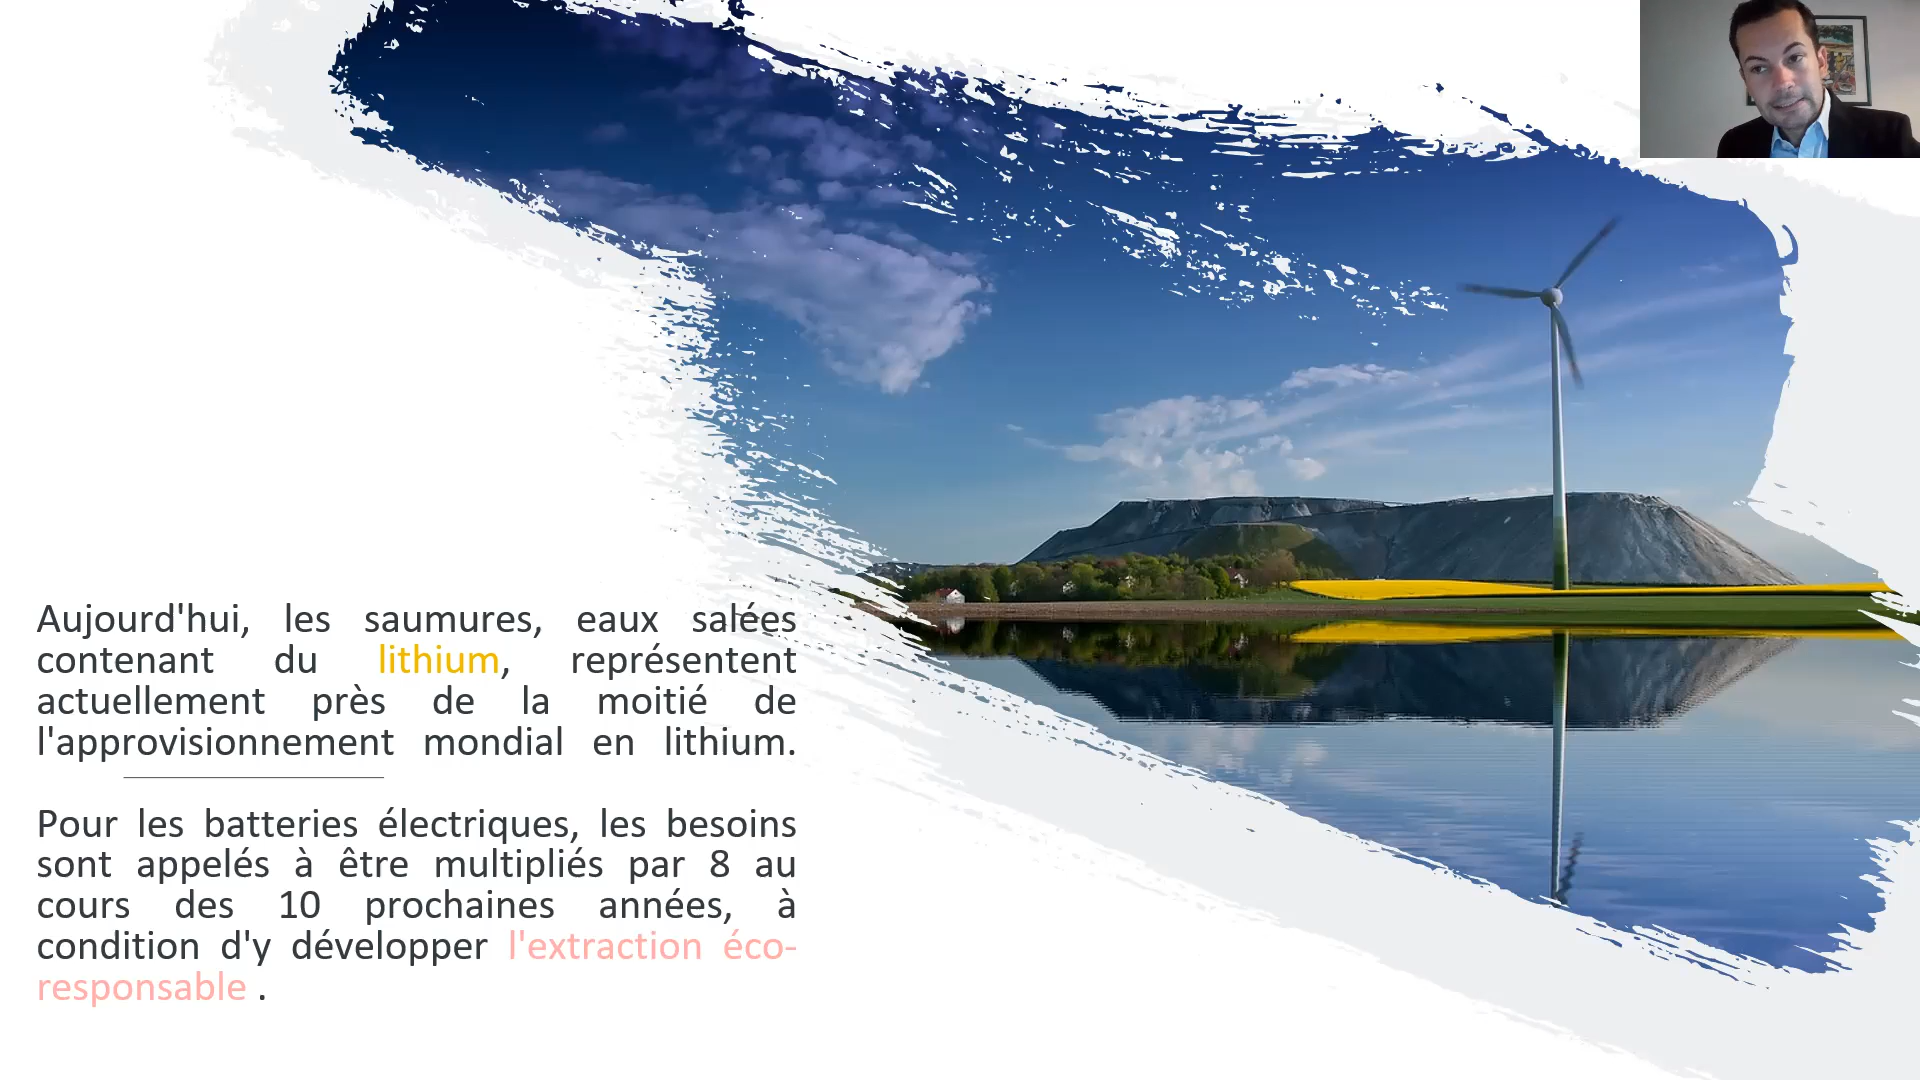 Aujourd'hui, les saumures, eaux salées
contenant du lithium, représentent
actuellement près de la moitié de
l'approvisionnement mondial en lithium.
Pour les batteries électriques, les besoins
sont appelés à être multipliés par 8 au
cours des 10 prochaines années, à
condition d'y développer l'extraction éco-
responsable .